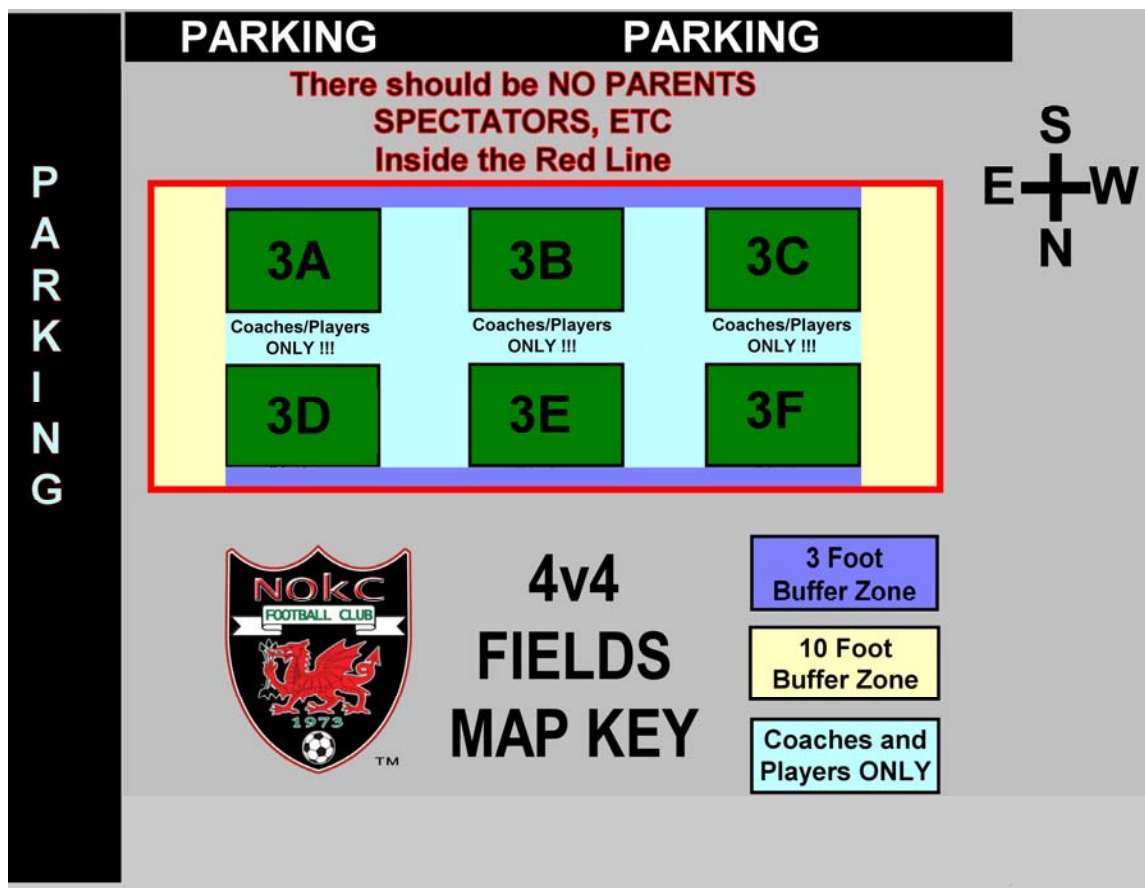 PARKING PARKING
There should be NO PARENTS
SPECTATORS, ETC
Inside the Red Line
P
A
R
K
I
N
G
S
E W
N
3A 3B 3C
Coaches/Players Coaches/Players Coaches/Players
ONLY !!! ONLY !!! ONLY !!!
3D 3E 3F
NOKC
FOOTBALL CLUB
1973
TM
4v4
FIELDS
MAP KEY
3 Foot
Buffer Zone
10 Foot
Buffer Zone
Coaches and
Players ONLY